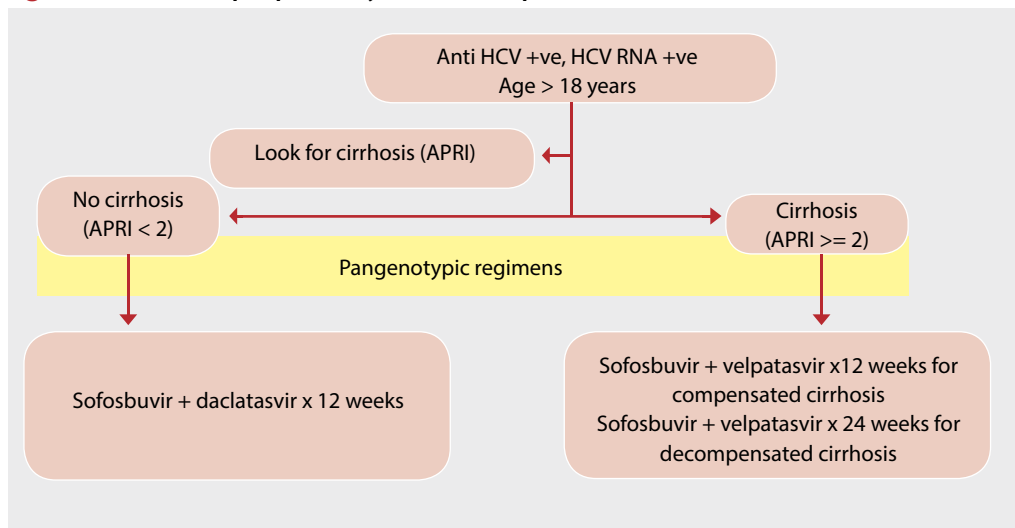 Anti HCV +ve, HCV RNA +ve
Age > 18 years
Look for cirrhosis (APRI)
No cirrhosis
(APRI < 2)
Cirrhosis
(APRI >= 2)
Pangenotypic regimens
Sofosbuvir + daclatasvir x 12 weeks
Sofosbuvir + velpatasvir x12 weeks for
compensated cirrhosis
Sofosbuvir + velpatasvir x 24 weeks for
decompensated cirrhosis